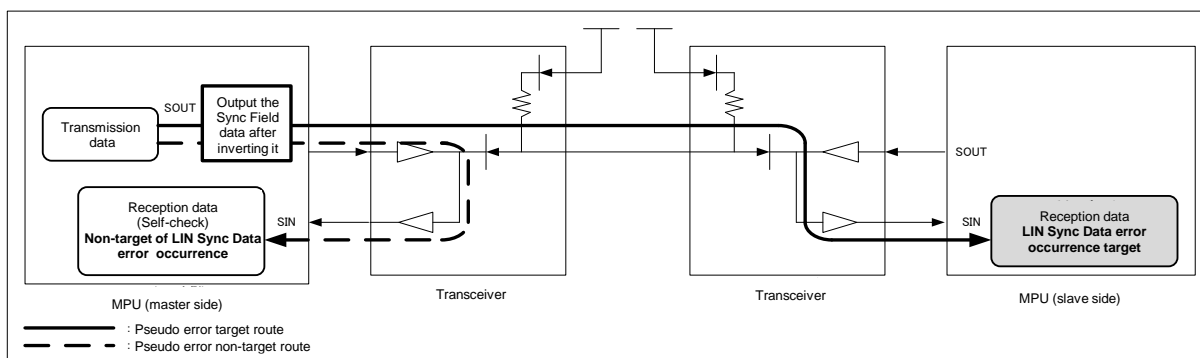 SOUT
Output the
Sync Field
data after
inverting it
Transmission
data
SOUT
Reception data
(Self-check)
Non-target of LIN Sync Data
error occurrence
SIN
SIN
Reception data
LIN Sync Data error
occurrence target
MPU (master side)
Transceiver
Transceiver
MPU (slave side)
: Pseudo error target route
: Pseudo error non-target route